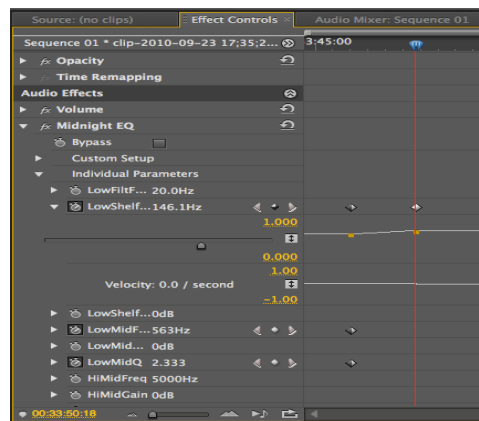 Source: (no clips) Effect Controls × Audio Mixer: Sequence 01
Sequence 01 * clip-2010-09-23 17;35;2... 3:45:00
fx Opacity
Time Remapping
Audio Effects
fx Volume
fx Midnight EQ
Bypass
Custom Setup
Individual Parameters
LowFiltF... 20.0Hz
LowShelf...146.1Hz
1.000
0.000
1.00
Velocity: 0.0 / second
-1.00
LowShelf...0dB
LowMidF...563Hz
LowMid... 0dB
LowMidQ 2.333
HiMidFreq 5000Hz
HiMidGain 0dB
00:33:50:18